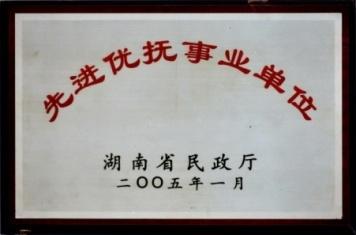 先进优抚事业单位
湖南省民政厅
二〇〇五年一月